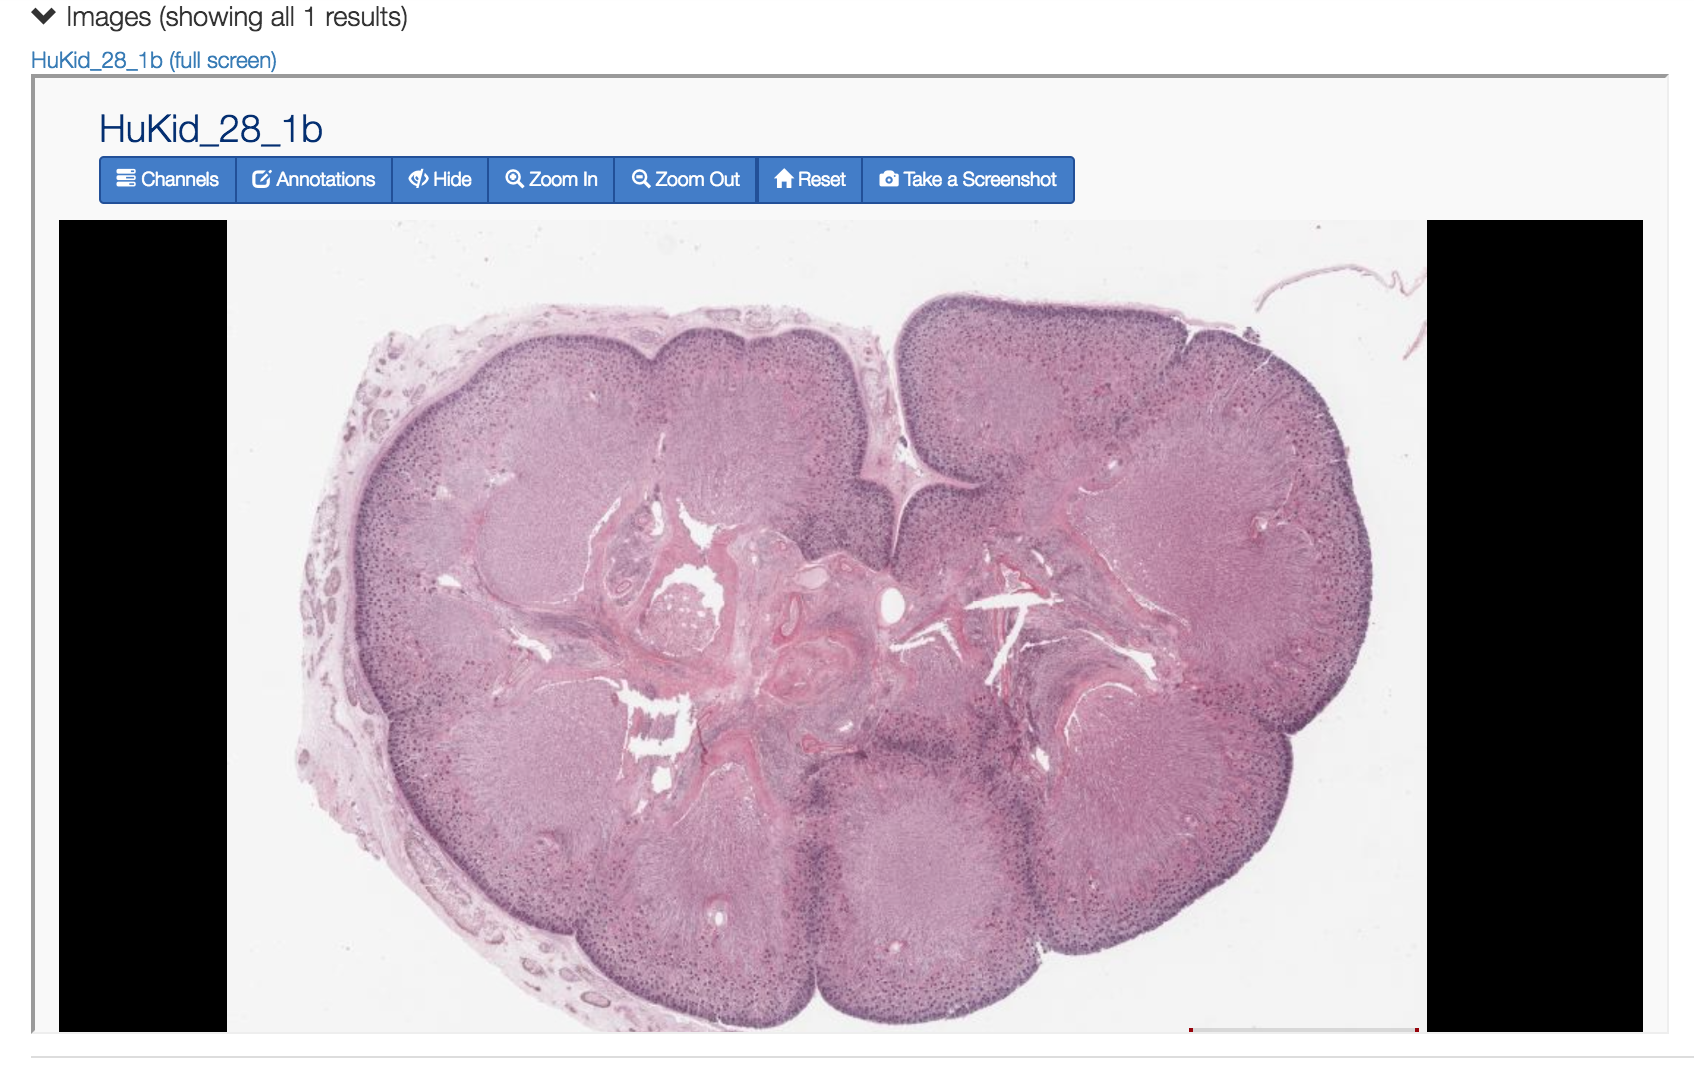 Images (showing all 1 results)
HuKid_28_1b (full screen)
HuKid_28_1b
Channels Annotations Hide Zoom In Zoom Out Reset Take a Screenshot